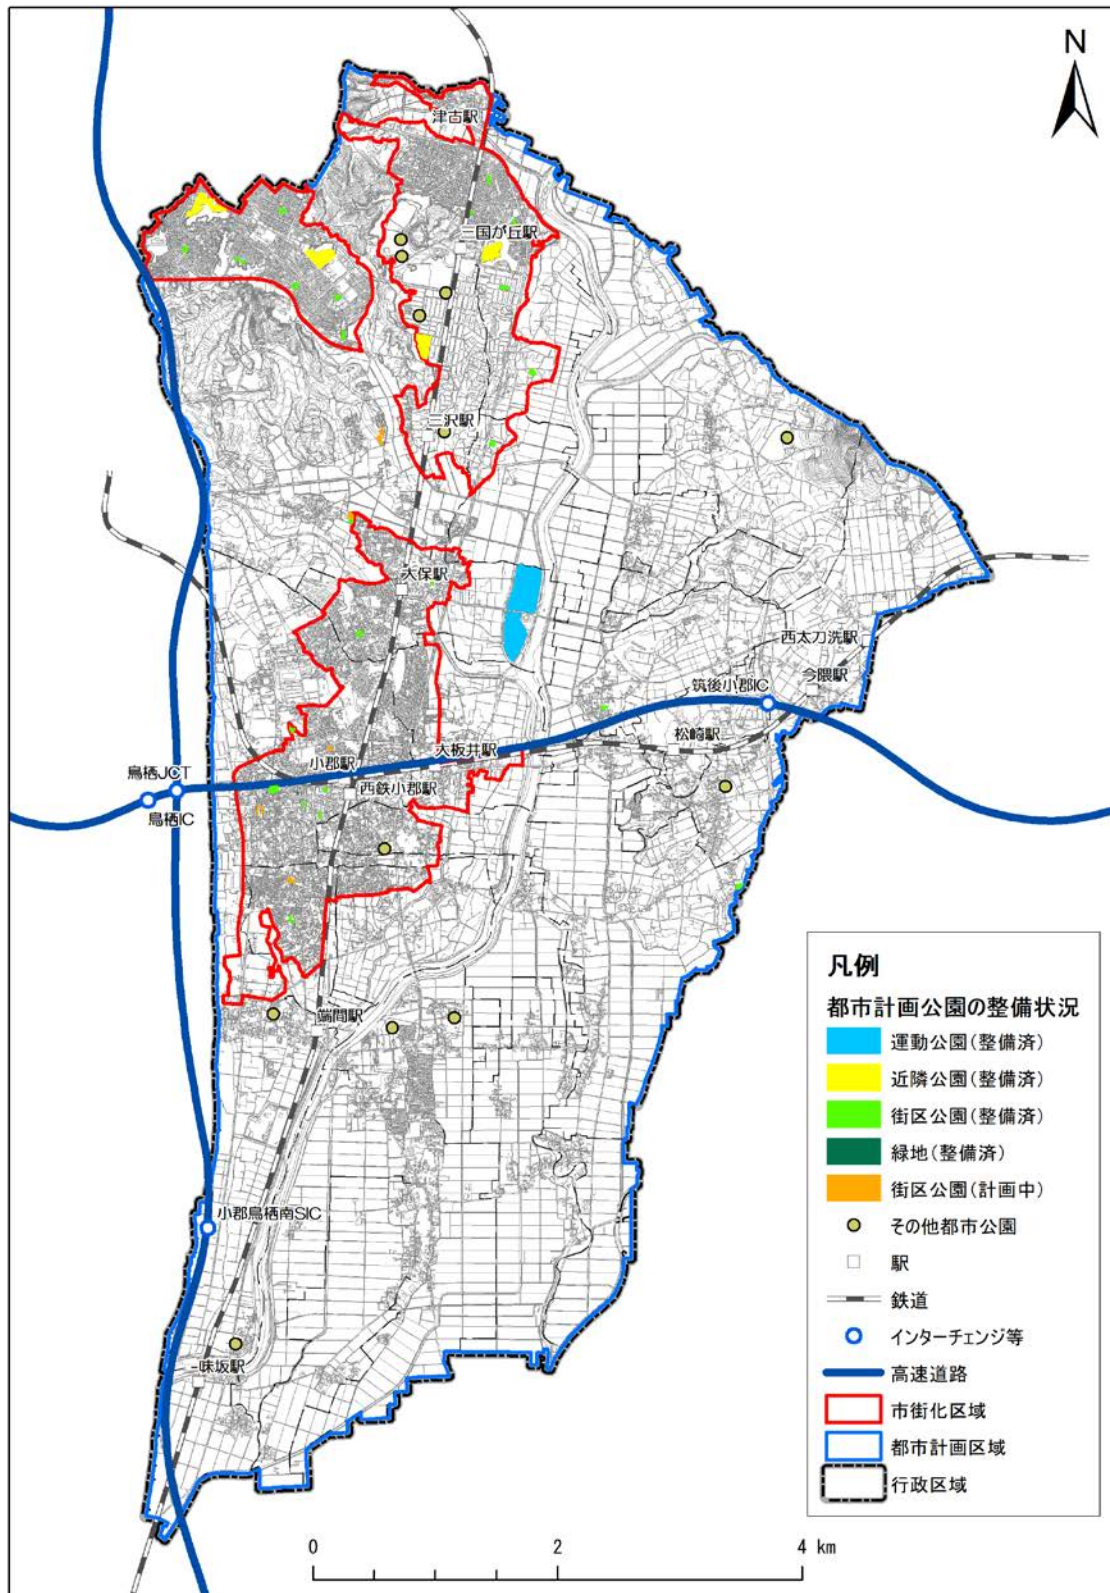 N
津古駅
三国が丘駅
三沢駅
大保駅
西太刀洗駅
今隈駅
筑後小郡IC
松崎駅
大板井駅
小郡駅
西鉄小郡駅
鳥栖JCT
鳥栖IC
端間駅
小郡鳥栖南SIC
味坂駅
凡例
都市計画公園の整備状況
運動公園(整備済)
近隣公園(整備済)
街区公園(整備済)
緑地(整備済)
街区公園(計画中)
その他都市公園
駅
鉄道
インターチェンジ等
高速道路
市街化区域
都市計画区域
行政区域
0 2 4 km